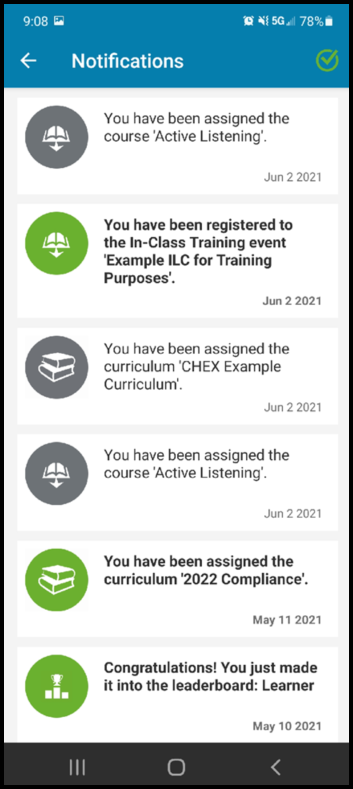 9:08 5G 78%
Notifications
You have been assigned the
course 'Active Listening'.
Jun 2 2021
You have been registered to
the In-Class Training event
'Example ILC for Training
Purposes'.
Jun 2 2021
You have been assigned the
curriculum 'CHEX Example
Curriculum'.
Jun 2 2021
You have been assigned the
course 'Active Listening'.
Jun 2 2021
You have been assigned the
curriculum '2022 Compliance'.
May 11 2021
Congratulations! You just made
it into the leaderboard: Learner
May 10 2021